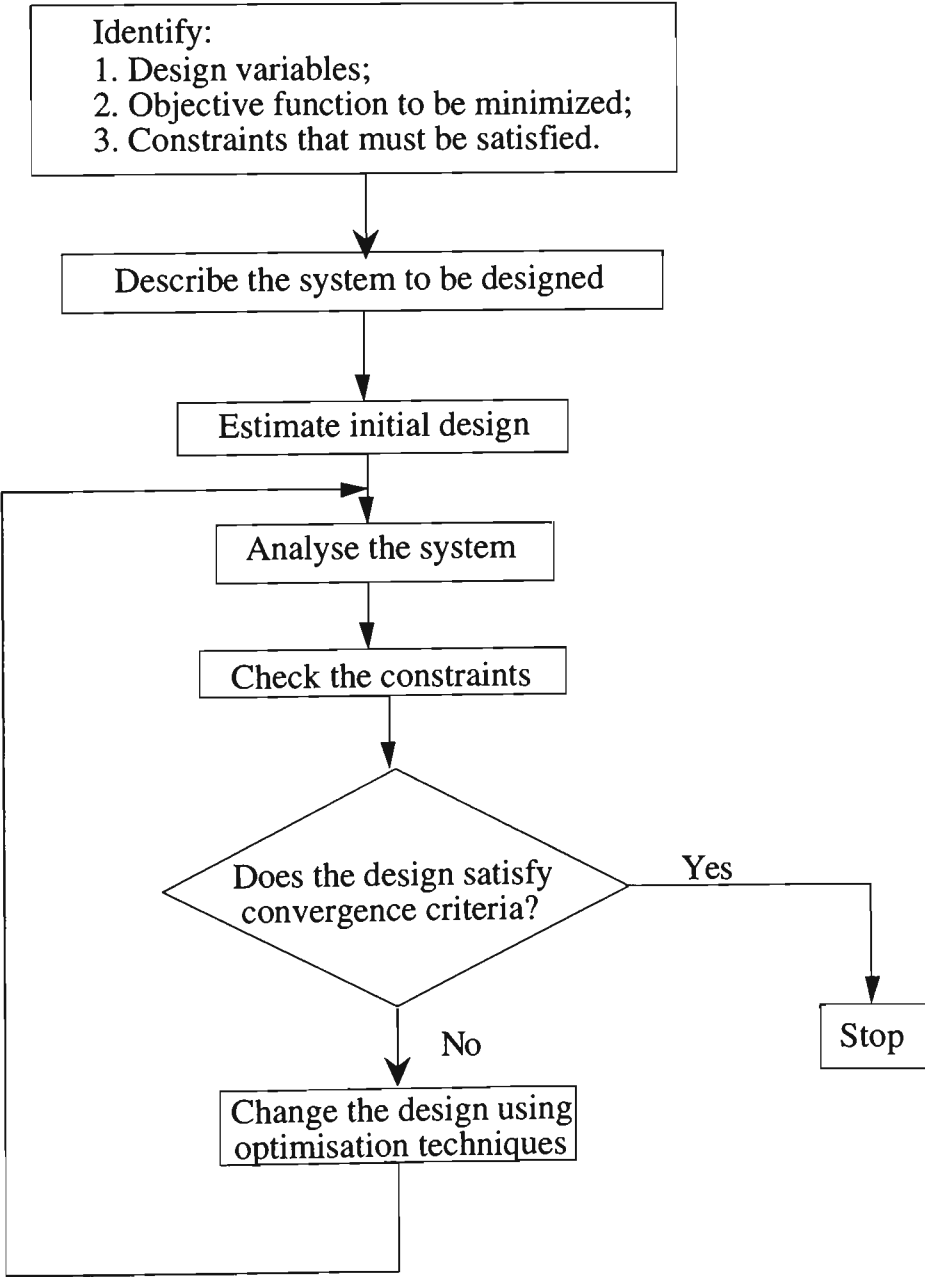 Identify:
1. Design variables;
2. Objective function to be minimized;
3. Constraints that must be satisfied.
Describe the system to be designed
Estimate initial design
Analyse the system
Check the constraints
Does the design satisfy
convergence criteria?
Yes
No
Stop
Change the design using
optimisation techniques